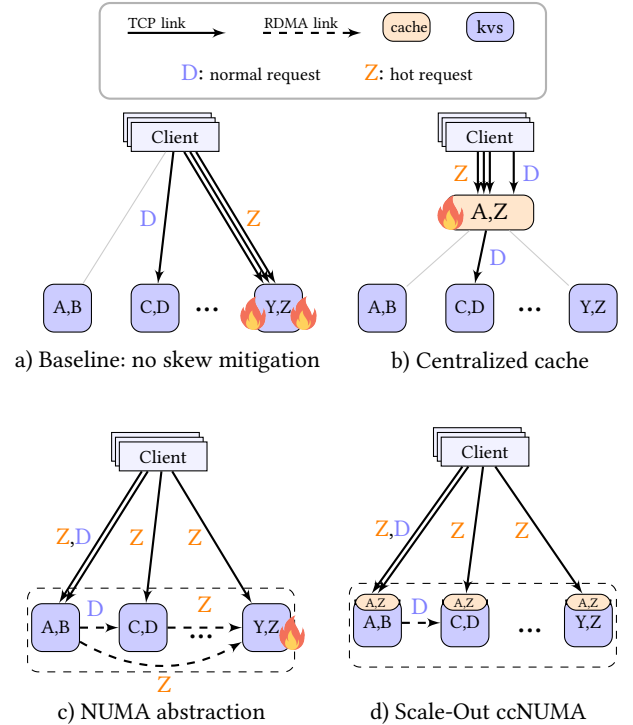 TCP link RDMA link cache kvs
D: normal request Z: hot request
Client
D Z
A,B C,D ... Y,Z
a) Baseline: no skew mitigation
Client
Z D
A,Z
D
A,B C,D ... Y,Z
b) Centralized cache
Client
Z,D Z Z
D Z
A,B C,D ... Y,Z
Z
c) NUMA abstraction
Client
Z,D Z Z
A,Z A,Z A,Z
D
A,B C,D ... Y,Z
d) Scale-Out ccNUMA